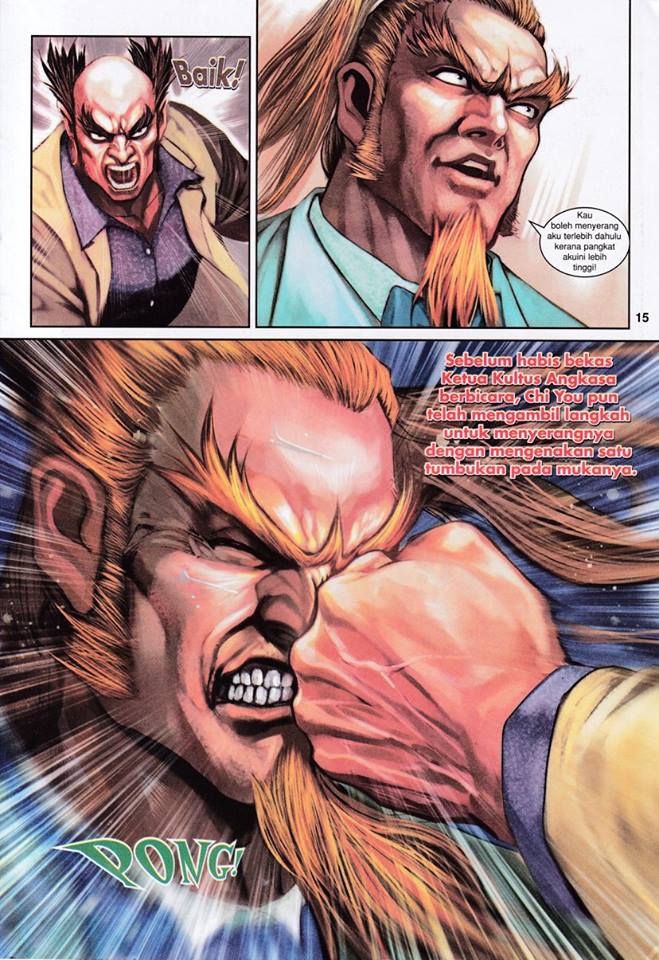 Baik!
Kau
boleh menyerang
aku terlebih dahulu
kerana pangkat
akuini lebih
tinggi!
15
Sebelum habis bekas
Ketua Kultus Angkasa
berbicara, Chi You pun
telah mengambil langkah
untuk menyerangnya
dengan mengenakan satu
tumbukan pada mukanya.
PONG!